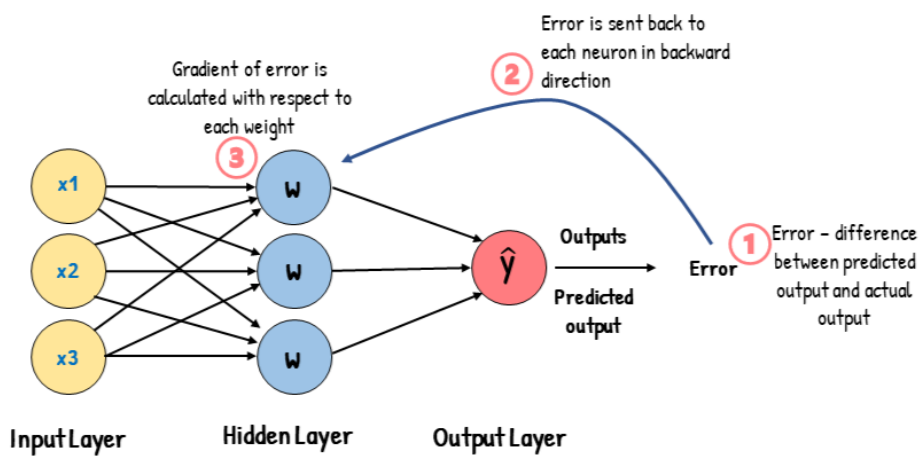 Error is sent back to
each neuron in backward
direction
2
Gradient of error is
calculated with respect to
each weight
3
x1
x2
x3
w
w
w
ŷ
Outputs
Predicted
output
Error
1
Error - difference
between predicted
output and actual
output
Input Layer
Hidden Layer
Output Layer